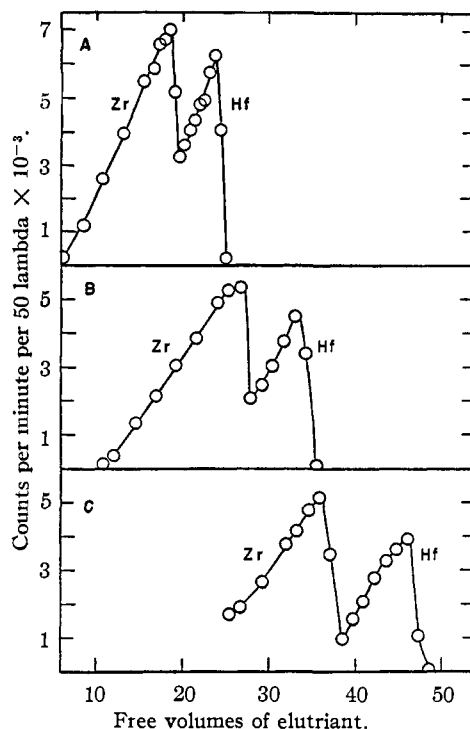 Counts per minute per 50 lambda × 10⁻³.
A
7
5
3
1
Zr
Hf
B
5
3
1
Zr
Hf
C
5
3
1
Zr
Hf
10 20 30 40 50
Free volumes of elutriant.